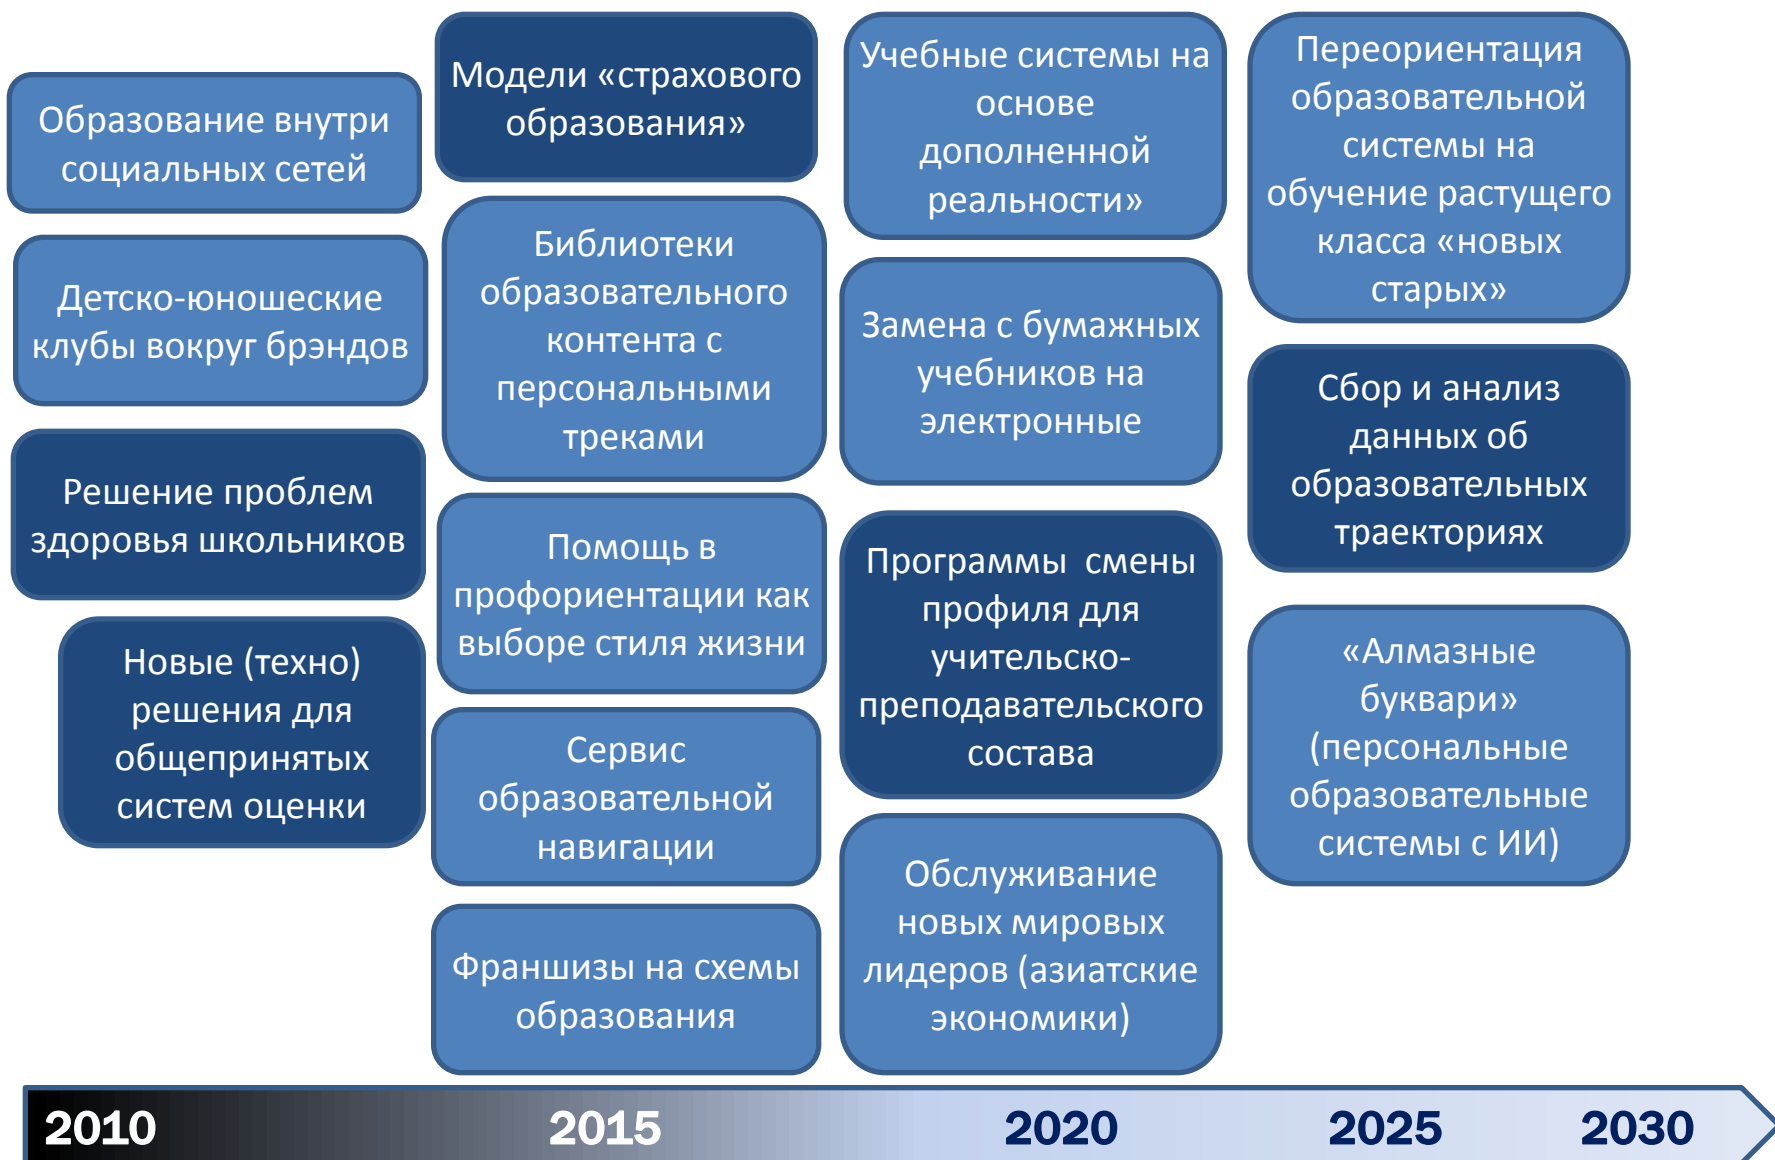 Образование внутри
социальных сетей
Детско-юношеские
клубы вокруг брэндов
Решение проблем
здоровья школьников
Новые (техно)
решения для
общепринятых
систем оценки
Модели «страхового
образования»
Библиотеки
образовательного
контента с
персональными
треками
Помощь в
профориентации как
выборе стиля жизни
Сервис
образовательной
навигации
Франшизы на схемы
образования
Учебные системы на
основе
дополненной
реальности»
Замена с бумажных
учебников на
электронные
Программы  смены
профиля для
учительско-
преподавательского
состава
Обслуживание
новых мировых
лидеров (азиатские
экономики)
Переориентация
образовательной
системы на
обучение растущего
класса «новых
старых»
Сбор и анализ
данных об
образовательных
траекториях
«Алмазные
буквари»
(персональные
образовательные
системы с ИИ)
2010 2015 2020 2025 2030